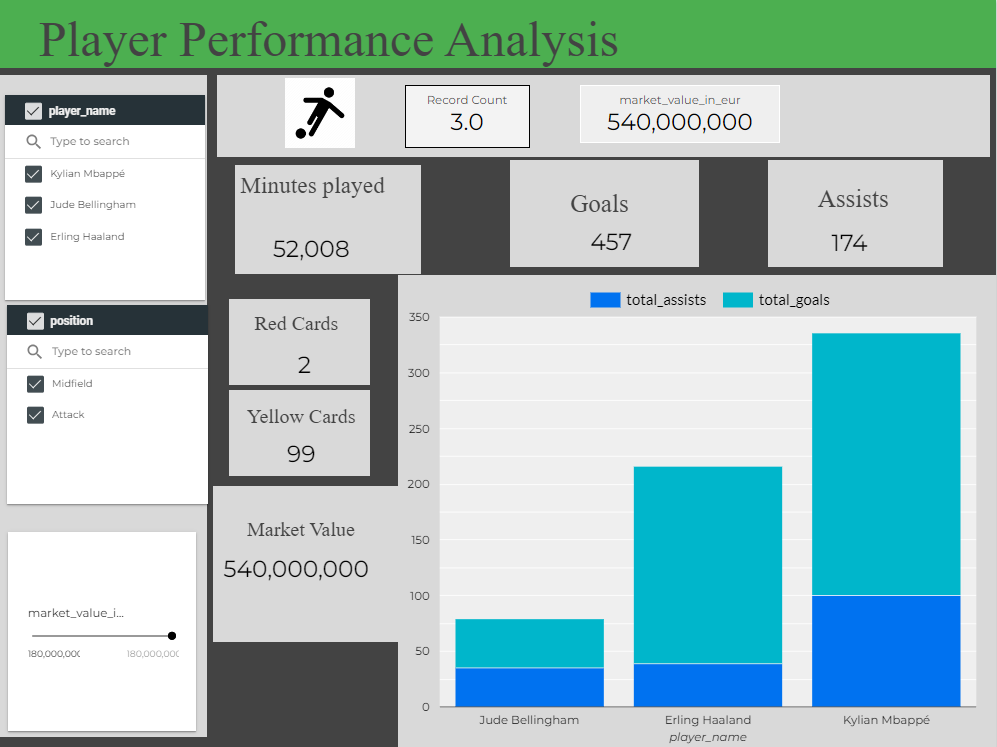 Player Performance Analysis
player_name
Type to search
Kylian Mbappé
Jude Bellingham
Erling Haaland
position
Type to search
Midfield
Attack
market_value_i...
180,000,00
180,000,00
Record Count
3.0
market_value_in_eur
540,000,000
Minutes played
52,008
Goals
457
Assists
174
Red Cards
2
Yellow Cards
99
Market Value
540,000,000
total_assists total_goals
350
300
250
200
150
100
50
0
Jude Bellingham Erling Haaland Kylian Mbappé
player_name